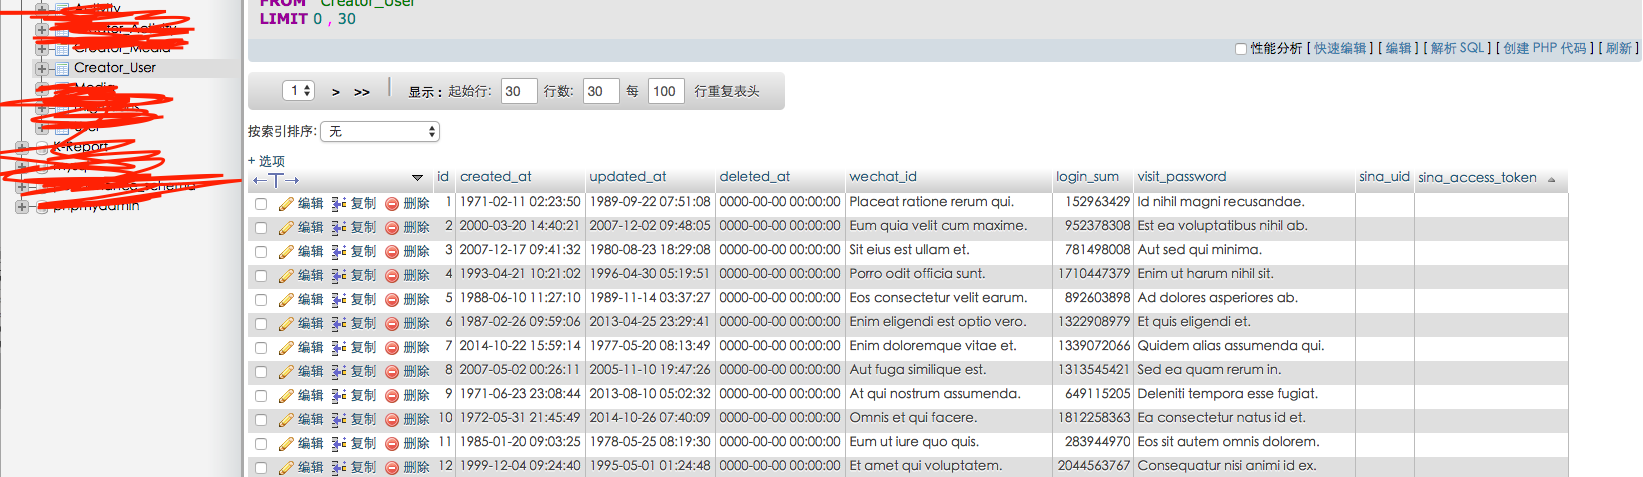 Activity
Creator_Activity
Creator_Media
Creator_User
Media
User
K-Report
mysql
phpmyadmin
FROM `Creator_User`
LIMIT 0 , 30
性能分析 [ 快速编辑 ] [ 编辑 ] [ 解析 SQL ] [ 创建 PHP 代码 ] [ 刷新 ]
1 > >> 显示 : 起始行: 30 行数: 30 每 100 行重复表头
按索引排序: 无
+ 选项
←T→ id created_at updated_at deleted_at wechat_id login_sum visit_password sina_uid sina_access_token
编辑 复制 删除 1 1971-02-11 02:23:50 1989-09-22 07:51:08 0000-00-00 00:00:00 Placeat ratione rerum qui. 152963429 Id nihil magni recusandae.
编辑 复制 删除 2 2000-03-20 14:40:21 2007-12-02 09:48:05 0000-00-00 00:00:00 Eum quia velit cum maxime. 952378308 Est ea voluptatibus nihil ab.
编辑 复制 删除 3 2007-12-17 09:41:32 1980-08-23 18:29:08 0000-00-00 00:00:00 Sit eius est ullam et. 781498008 Aut sed qui minima.
编辑 复制 删除 4 1993-04-21 10:21:02 1996-04-30 05:19:51 0000-00-00 00:00:00 Porro odit officia sunt. 1710447379 Enim ut harum nihil sit.
编辑 复制 删除 5 1988-06-10 11:27:10 1989-11-14 03:37:27 0000-00-00 00:00:00 Eos consectetur velit earum. 892603898 Ad dolores asperiores ab.
编辑 复制 删除 6 1987-02-26 09:59:06 2013-04-25 23:29:41 0000-00-00 00:00:00 Enim eligendi est optio vero. 1322908979 Et quis eligendi et.
编辑 复制 删除 7 2014-10-22 15:59:14 1977-05-20 08:13:49 0000-00-00 00:00:00 Enim doloremque vitae et. 1339072066 Quidem alias assumenda qui.
编辑 复制 删除 8 2007-05-02 00:26:11 2005-11-10 19:47:26 0000-00-00 00:00:00 Aut fuga similique est. 1313545421 Sed ea quam rerum in.
编辑 复制 删除 9 1971-06-23 23:08:44 2013-08-10 05:02:32 0000-00-00 00:00:00 At qui nostrum assumenda. 649115205 Deleniti tempora esse fugiat.
编辑 复制 删除 10 1972-05-31 21:45:49 2014-10-26 07:40:09 0000-00-00 00:00:00 Omnis et qui facere. 1812258363 Ea consectetur natus id et.
编辑 复制 删除 11 1985-01-20 09:03:25 1978-05-25 08:19:30 0000-00-00 00:00:00 Eum ut iure quo quis. 283944970 Eos sit autem omnis dolorem.
编辑 复制 删除 12 1999-12-04 09:24:40 1995-05-01 01:24:48 0000-00-00 00:00:00 Et amet qui voluptatem. 2044563767 Consequatur nisi animi id ex.